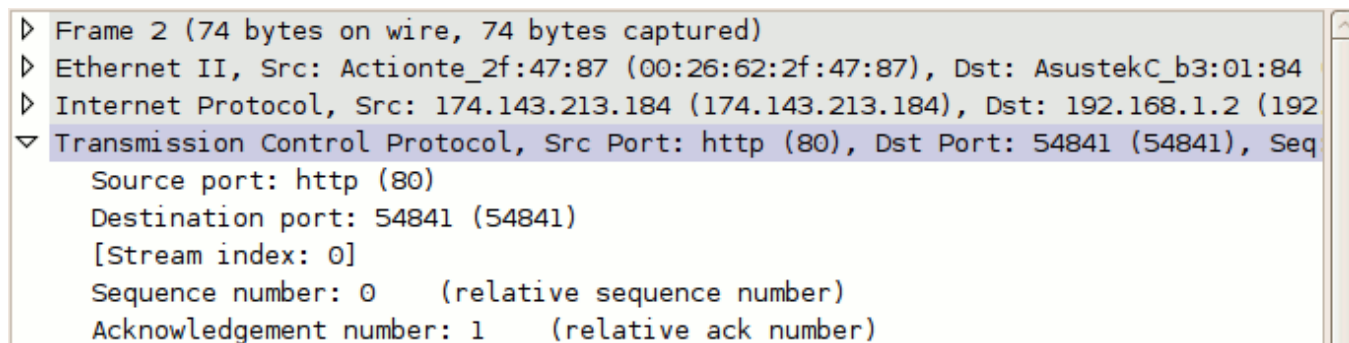 Frame 2 (74 bytes on wire, 74 bytes captured)
Ethernet II, Src: Actionte_2f:47:87 (00:26:62:2f:47:87), Dst: AsustekC_b3:01:84
Internet Protocol, Src: 174.143.213.184 (174.143.213.184), Dst: 192.168.1.2 (192.
Transmission Control Protocol, Src Port: http (80), Dst Port: 54841 (54841), Seq:
Source port: http (80)
Destination port: 54841 (54841)
[Stream index: 0]
Sequence number: 0    (relative sequence number)
Acknowledgement number: 1    (relative ack number)